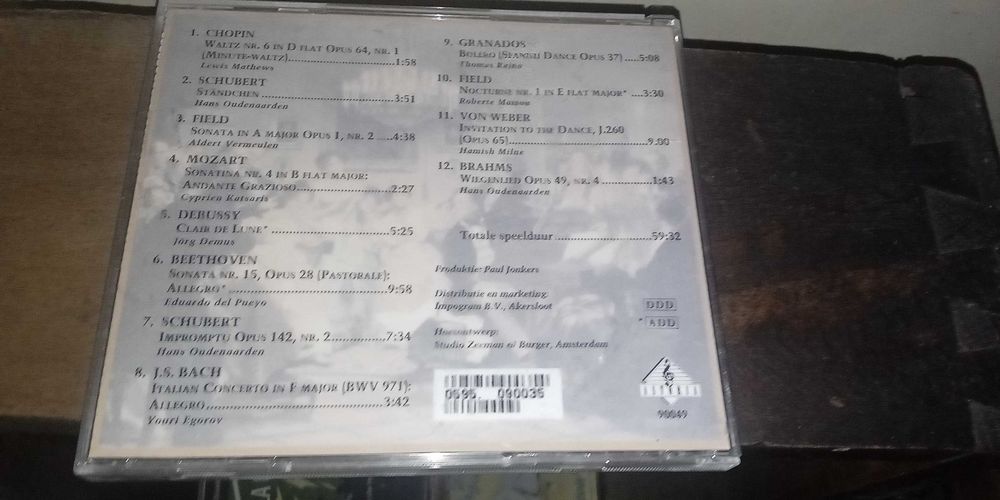 1. CHOPIN
WALTZ NR. 6 IN D FLAT OPUS 64, NR. 1
(MINUTE-WALTZ)..............................1:58
Lewis Mathews
2. SCHUBERT
STÄNDCHEN..............................3:51
Hans Oudenaarden
3. FIELD
SONATA IN A MAJOR OPUS 1, NR. 2 ....4:38
Aldert Vermeulen
4. MOZART
SONATINA NR. 4 IN B FLAT MAJOR:
ANDANTE GRAZIOSO......................2:27
Cyprien Katsaris
5. DEBUSSY
CLAIR DE LUNE* ..........................5:25
Jörg Demus
6. BEETHOVEN
SONATA NR. 15, OPUS 28 (PASTORALE):
ALLEGRO*..............................9:58
Eduardo del Pueyo
7. SCHUBERT
IMPROMPTU OPUS 142, NR. 2..............7:34
Hans Oudenaarden
8. J.S. BACH
ITALIAN CONCERTO IN F MAJOR (BWV 971):
ALLEGRO..............................3:42
Youri Egorov
9. GRANADOS
BOLERO (SPANISH DANCE OPUS 37) ....5:08
Thomas Rajna
10. FIELD
NOCTURNE NR. 1 IN E FLAT MAJOR* ...3:30
Roberte Mamou
11. VON WEBER
INVITATION TO THE DANCE, J.260
(OPUS 65)..............................9:00
Hamish Milne
12. BRAHMS
WIEGENLIED OPUS 49, NR. 4 ..............1:43
Hans Oudenaarden
Totale speelduur ......................59:32
Produktie: Paul Jonkers
Distributie en marketing:
Impogram B.V., Akersloot
DDD
* ADD
Hoesontwerp:
Studio Zeeman & Burger, Amsterdam
0595. 090035
90049